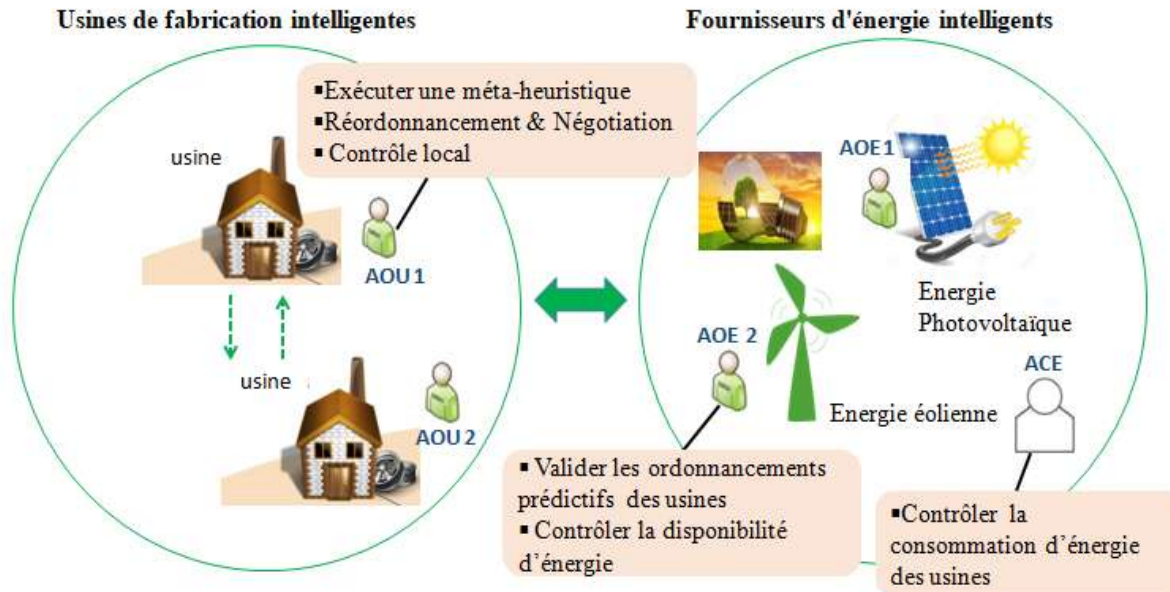 Usines de fabrication intelligentes
Fournisseurs d'énergie intelligents
▪Exécuter une méta-heuristique
▪Réordonnancement & Négotiation
▪ Contrôle local
usine
AOU 1
usine
AOU 2
AOE 1
Energie
Photovoltaïque
AOE 2
Energie éolienne
ACE
▪ Valider les ordonnancements
prédictifs des usines
▪ Contrôler la disponibilité
d'énergie
▪Contrôler la
consommation d'énergie
des usines